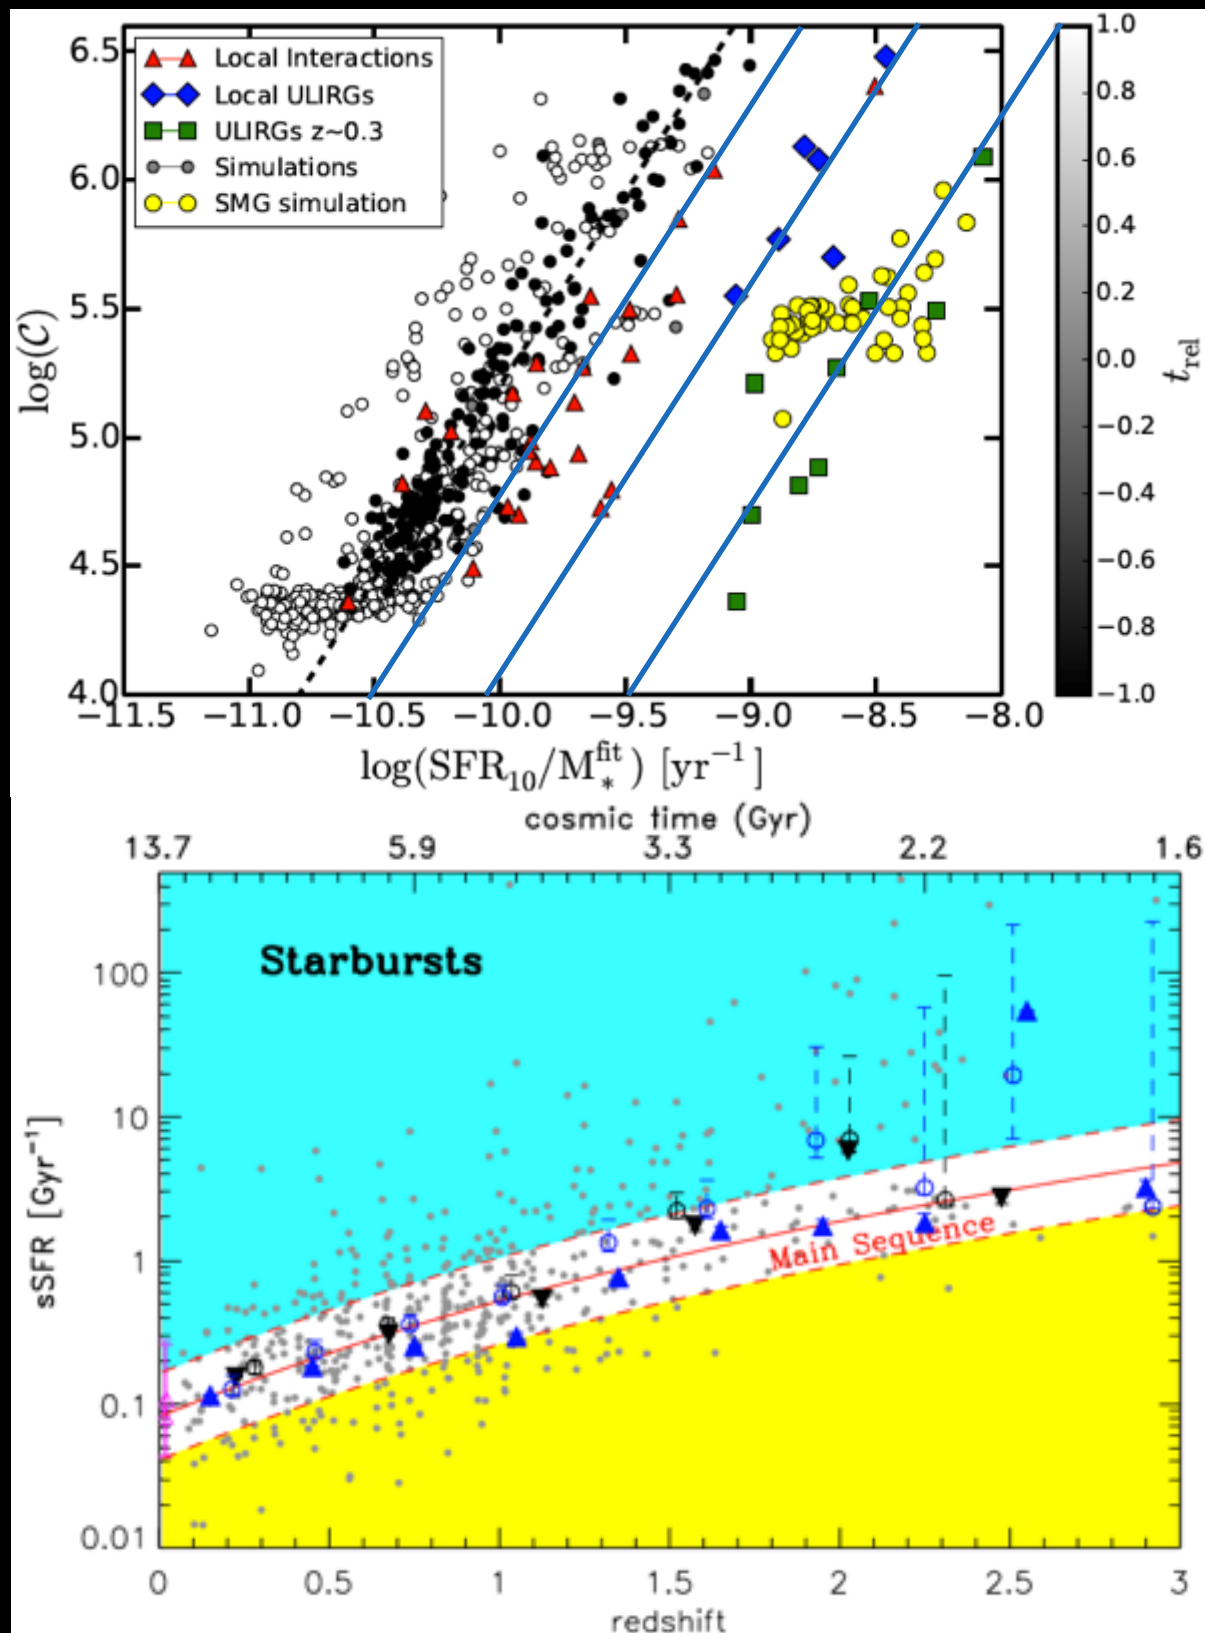 log(C)
6.5
6.0
5.5
5.0
4.5
4.0
Local Interactions
Local ULIRGs
ULIRGs z~0.3
Simulations
SMG simulation
1.0
0.8
0.6
0.4
0.2
0.0
−0.2
−0.4
−0.6
−0.8
−1.0
t_rel
−11.5 −11.0 −10.5 −10.0 −9.5 −9.0 −8.5 −8.0
log(SFR₁₀/M*^fit) [yr⁻¹]
cosmic time (Gyr)
13.7 5.9 3.3 2.2 1.6
Starbursts
Main Sequence
sSFR [Gyr⁻¹]
100
10
1
0.1
0.01
0 0.5 1 1.5 2 2.5 3
redshift